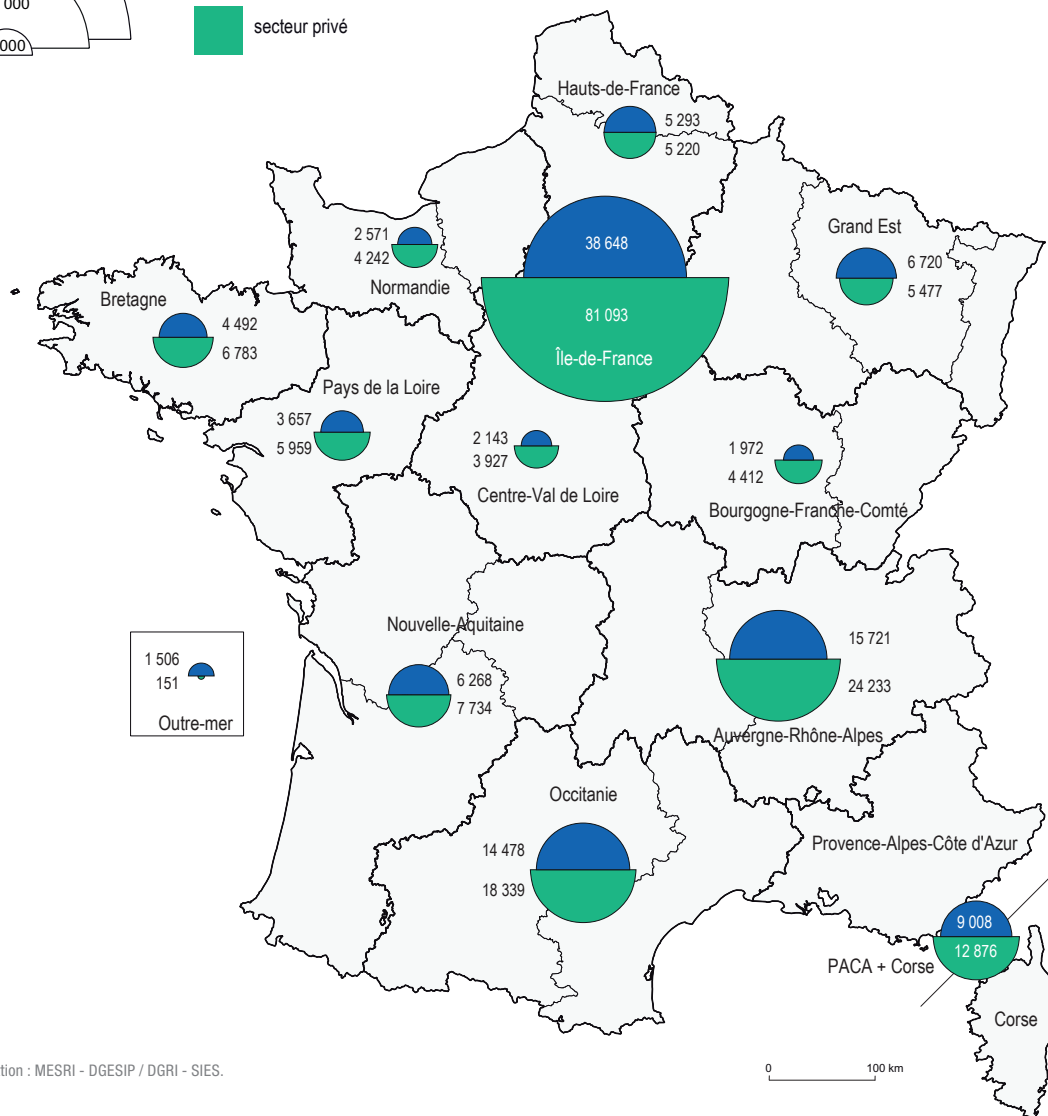 000
000
secteur privé
Hauts-de-France
5 293
5 220
38 648
81 093
Île-de-France
Grand Est
6 720
5 477
2 571
4 242
Normandie
Bretagne
4 492
6 783
Pays de la Loire
3 657
5 959
2 143
3 927
Centre-Val de Loire
1 972
4 412
Bourgogne-Franche-Comté
Nouvelle-Aquitaine
6 268
7 734
15 721
24 233
Auvergne-Rhône-Alpes
1 506
151
Outre-mer
Occitanie
14 478
18 339
Provence-Alpes-Côte d'Azur
9 008
12 876
PACA + Corse
Corse
tion : MESRI - DGESIP / DGRI - SIES.
0 100 km